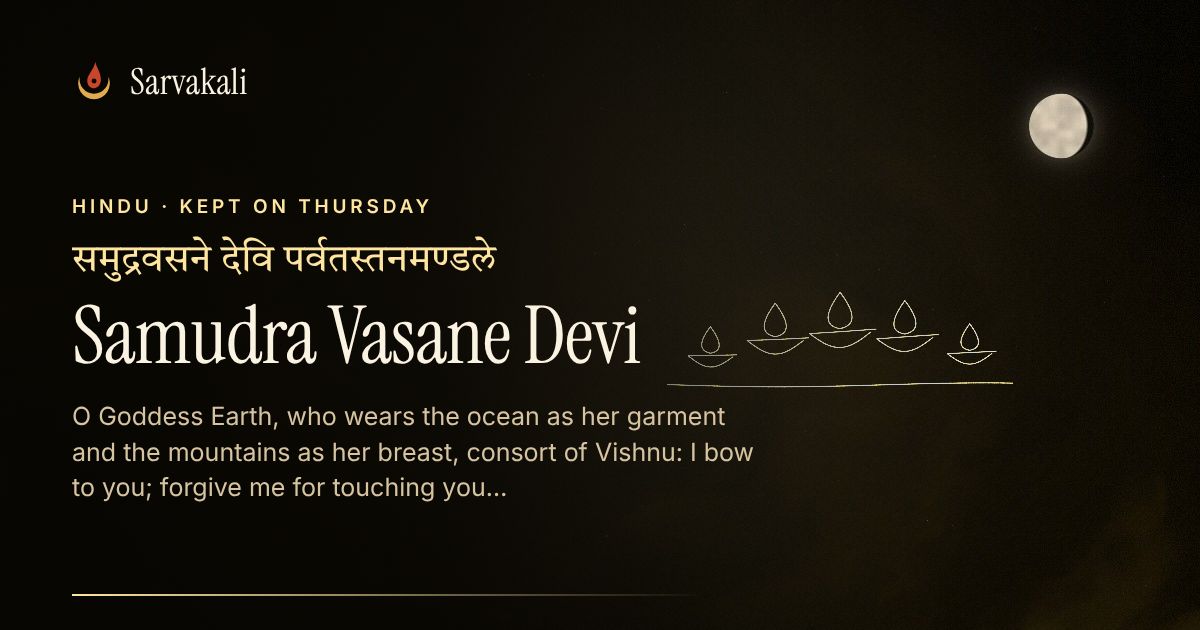 Sarvakali
HINDU · KEPT ON THURSDAY
समुद्रवसने देवि पर्वतस्तनमण्डले
Samudra Vasane Devi
O Goddess Earth, who wears the ocean as her garment
and the mountains as her breast, consort of Vishnu: I bow
to you; forgive me for touching you…